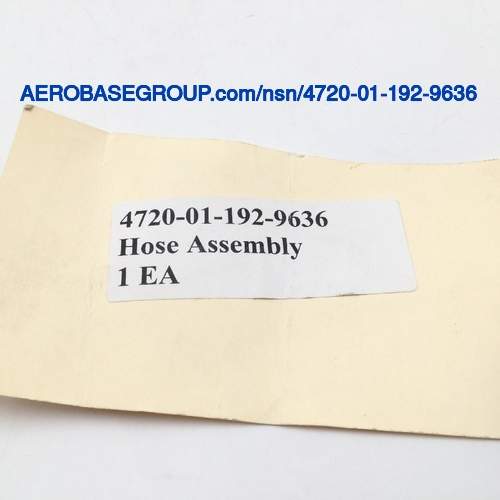 AEROBASEGROUP.com/nsn/4720-01-192-9636
4720-01-192-9636
Hose Assembly
1 EA